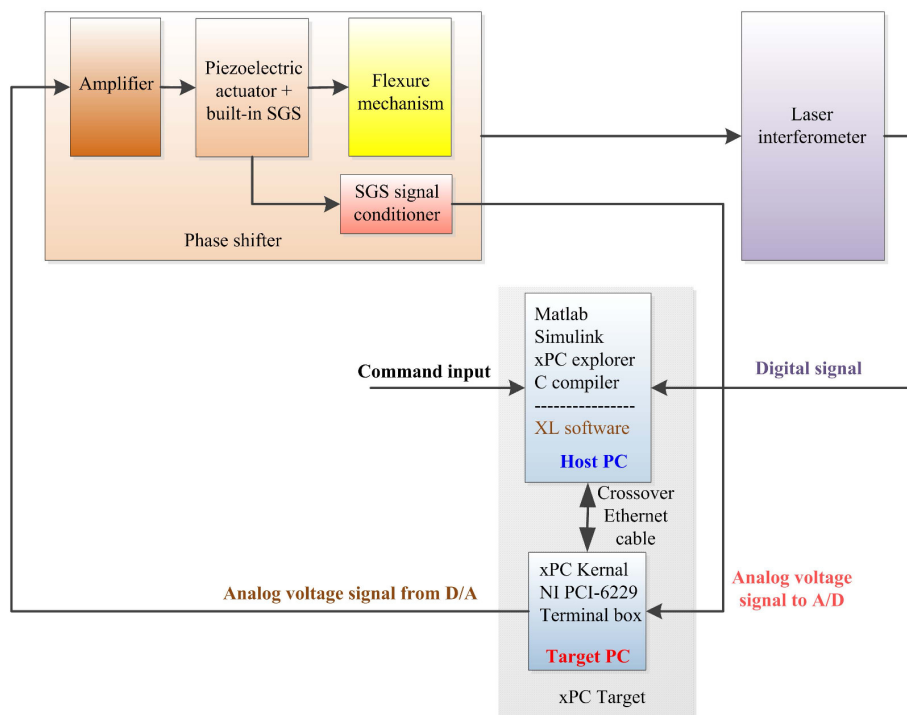 Amplifier
Piezoelectric
actuator +
built-in SGS
Flexure
mechanism
Laser
interferometer
SGS signal
conditioner
Phase shifter
Matlab
Simulink
xPC explorer
C compiler
----------------
XL software
Host PC
Command input
Digital signal
Crossover
Ethernet
cable
xPC Kernal
NI PCI-6229
Terminal box
Target PC
Analog voltage signal from D/A
Analog voltage
signal to A/D
xPC Target